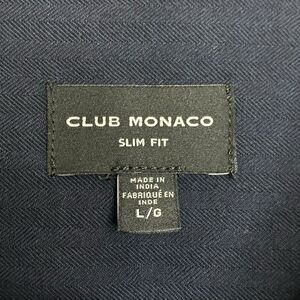 CLUB MONACO
SLIM FIT
MADE IN
INDIA
FABRIQUÉ EN
INDE
L/G